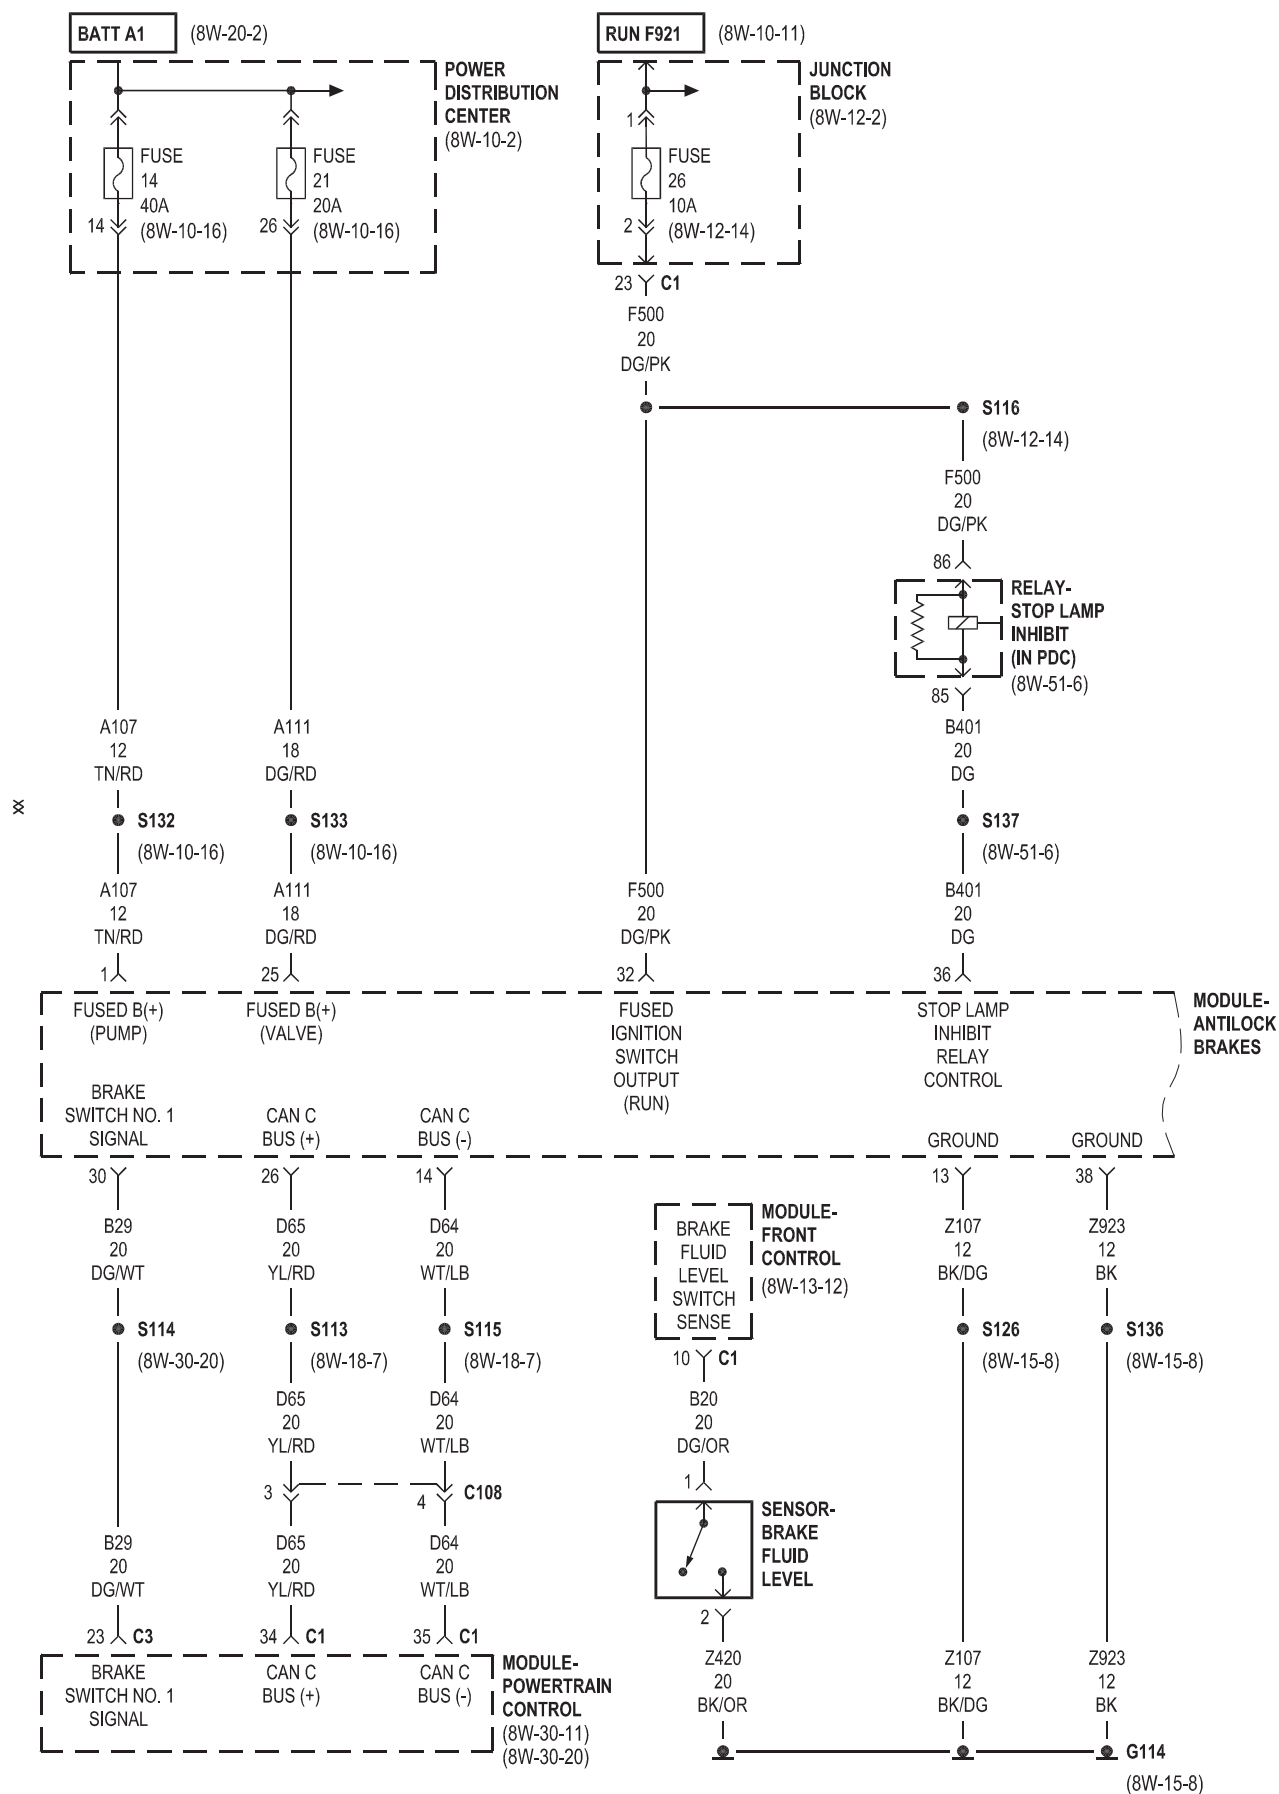 BATT A1 (8W-20-2)
RUN F921 (8W-10-11)
POWER
DISTRIBUTION
CENTER
(8W-10-2)
JUNCTION
BLOCK
(8W-12-2)
FUSE
14
40A
(8W-10-16)
14
FUSE
21
20A
(8W-10-16)
26
1
FUSE
26
10A
(8W-12-14)
2
23 C1
F500
20
DG/PK
S116
(8W-12-14)
F500
20
DG/PK
86
RELAY-
STOP LAMP
INHIBIT
(IN PDC)
(8W-51-6)
85
A107
12
TN/RD
A111
18
DG/RD
B401
20
DG
XX
S132
(8W-10-16)
S133
(8W-10-16)
S137
(8W-51-6)
A107
12
TN/RD
A111
18
DG/RD
F500
20
DG/PK
B401
20
DG
1
25
32
36
FUSED B(+)
(PUMP)
FUSED B(+)
(VALVE)
FUSED
IGNITION
SWITCH
OUTPUT
(RUN)
STOP LAMP
INHIBIT
RELAY
CONTROL
MODULE-
ANTILOCK
BRAKES
BRAKE
SWITCH NO. 1
SIGNAL
CAN C
BUS (+)
CAN C
BUS (-)
GROUND
GROUND
30
26
14
13
38
B29
20
DG/WT
D65
20
YL/RD
D64
20
WT/LB
BRAKE
FLUID
LEVEL
SWITCH
SENSE
MODULE-
FRONT
CONTROL
(8W-13-12)
Z107
12
BK/DG
Z923
12
BK
S114
(8W-30-20)
S113
(8W-18-7)
S115
(8W-18-7)
10 C1
S126
(8W-15-8)
S136
(8W-15-8)
D65
20
YL/RD
D64
20
WT/LB
B20
20
DG/OR
3
4 C108
1
SENSOR-
BRAKE
FLUID
LEVEL
2
B29
20
DG/WT
D65
20
YL/RD
D64
20
WT/LB
23 C3
34 C1
35 C1
BRAKE
SWITCH NO. 1
SIGNAL
CAN C
BUS (+)
CAN C
BUS (-)
MODULE-
POWERTRAIN
CONTROL
(8W-30-11)
(8W-30-20)
Z420
20
BK/OR
Z107
12
BK/DG
Z923
12
BK
G114
(8W-15-8)